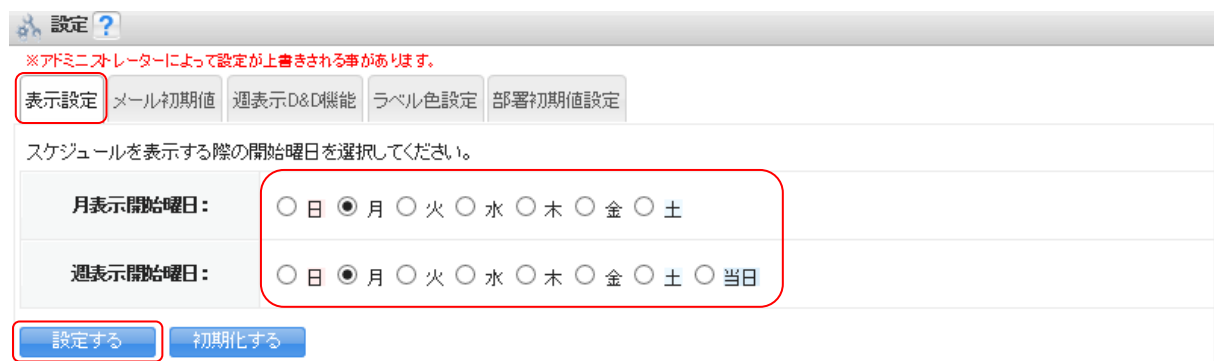 設定 ?
※アドミニストレーターによって設定が上書きされる事があります。
表示設定 メール初期値 週表示D&D機能 ラベル色設定 部署初期値設定
スケジュールを表示する際の開始曜日を選択してください。
月表示開始曜日： 日 月 火 水 木 金 土
週表示開始曜日： 日 月 火 水 木 金 土 当日
設定する 初期化する